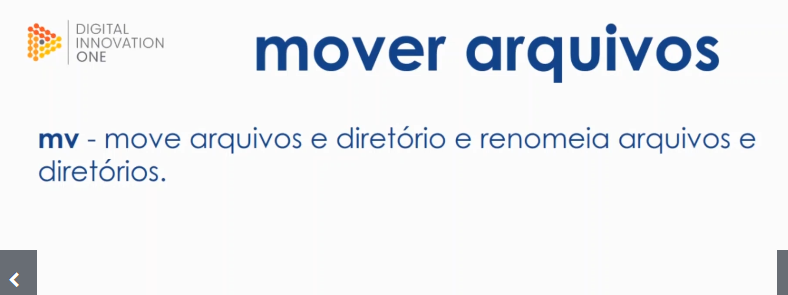 DIGITAL
INNOVATION
ONE
mover arquivos
mv - move arquivos e diretório e renomeia arquivos e
diretórios.